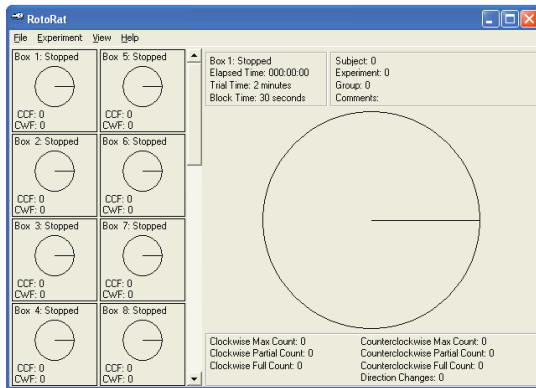 RotoRat
File Experiment View Help
Box 1: Stopped
CCF: 0
CWF: 0
Box 5: Stopped
CCF: 0
CWF: 0
Box 2: Stopped
CCF: 0
CWF: 0
Box 6: Stopped
CCF: 0
CWF: 0
Box 3: Stopped
CCF: 0
CWF: 0
Box 7: Stopped
CCF: 0
CWF: 0
Box 4: Stopped
CCF: 0
CWF: 0
Box 8: Stopped
CCF: 0
CWF: 0
Box 1: Stopped
Elapsed Time: 000:00:00
Trial Time: 2 minutes
Block Time: 30 seconds
Subject: 0
Experiment: 0
Group: 0
Comments:
Clockwise Max Count: 0
Clockwise Partial Count: 0
Clockwise Full Count: 0
Counterclockwise Max Count: 0
Counterclockwise Partial Count: 0
Counterclockwise Full Count: 0
Direction Changes: 0